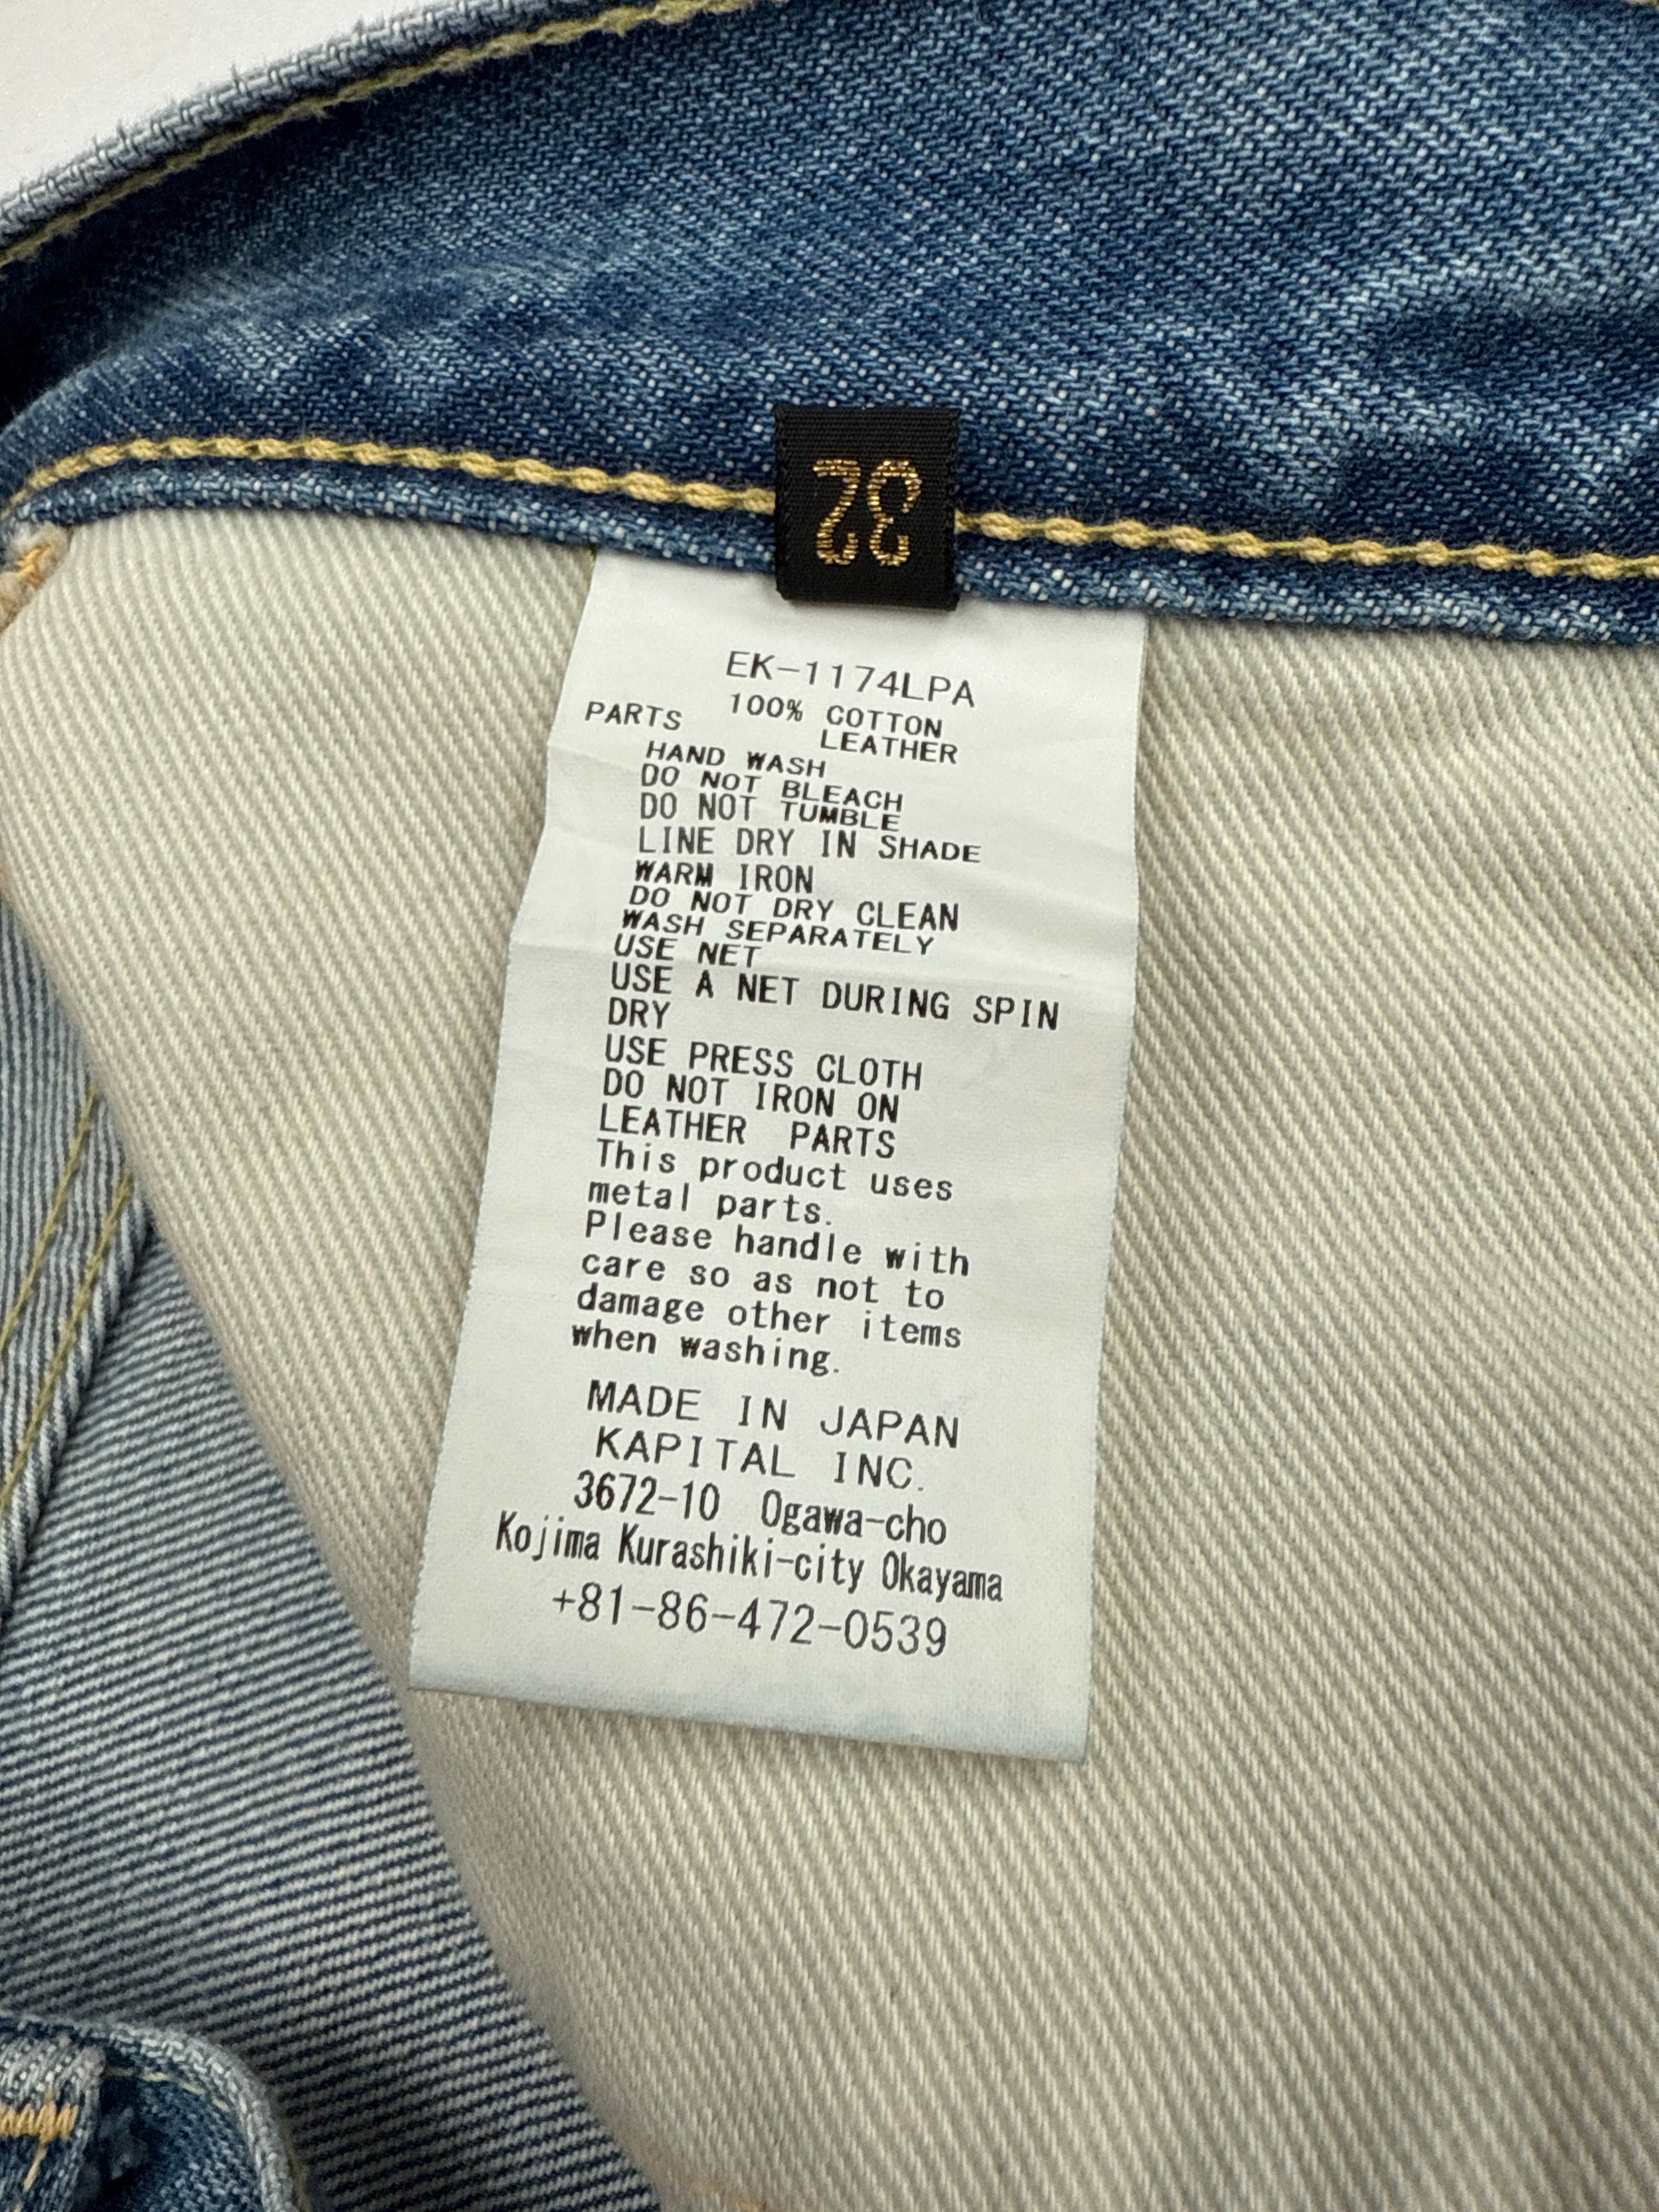 32
EK-1174LPA
100% COTTON
PARTS LEATHER
HAND WASH
DO NOT BLEACH
DO NOT TUMBLE
LINE DRY IN SHADE
WARM IRON
DO NOT DRY CLEAN
WASH SEPARATELY
USE NET
USE A NET DURING SPIN
DRY
USE PRESS CLOTH
DO NOT IRON ON
LEATHER PARTS
This product uses
metal parts.
Please handle with
care so as not to
damage other items
when washing.
MADE IN JAPAN
KAPITAL INC.
3672-10 Ogawa-cho
Kojima Kurashiki-city Okayama
+81-86-472-0539